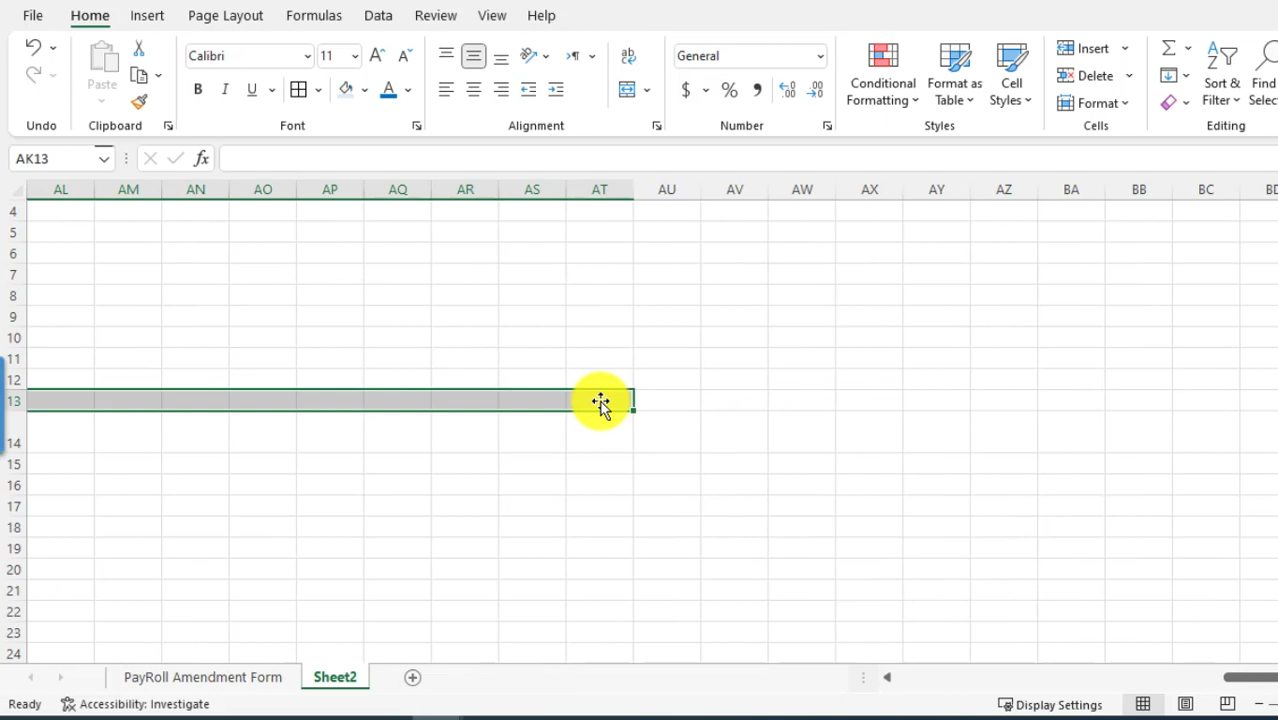 File Home Insert Page Layout Formulas Data Review View Help
Calibri 11 General
Paste Conditional Formatting Format as Table Cell Styles Insert Delete Format Sort & Filter
Undo Clipboard Font Alignment Number Styles Cells Editing
AK13 fx
AL AM AN AO AP AQ AR AS AT AU AV AW AX AY AZ BA BB BC
4
5
6
7
8
9
10
11
12
13
14
15
16
17
18
19
20
21
22
23
24
PayRoll Amendment Form Sheet2
Ready Accessibility: Investigate Display Settings